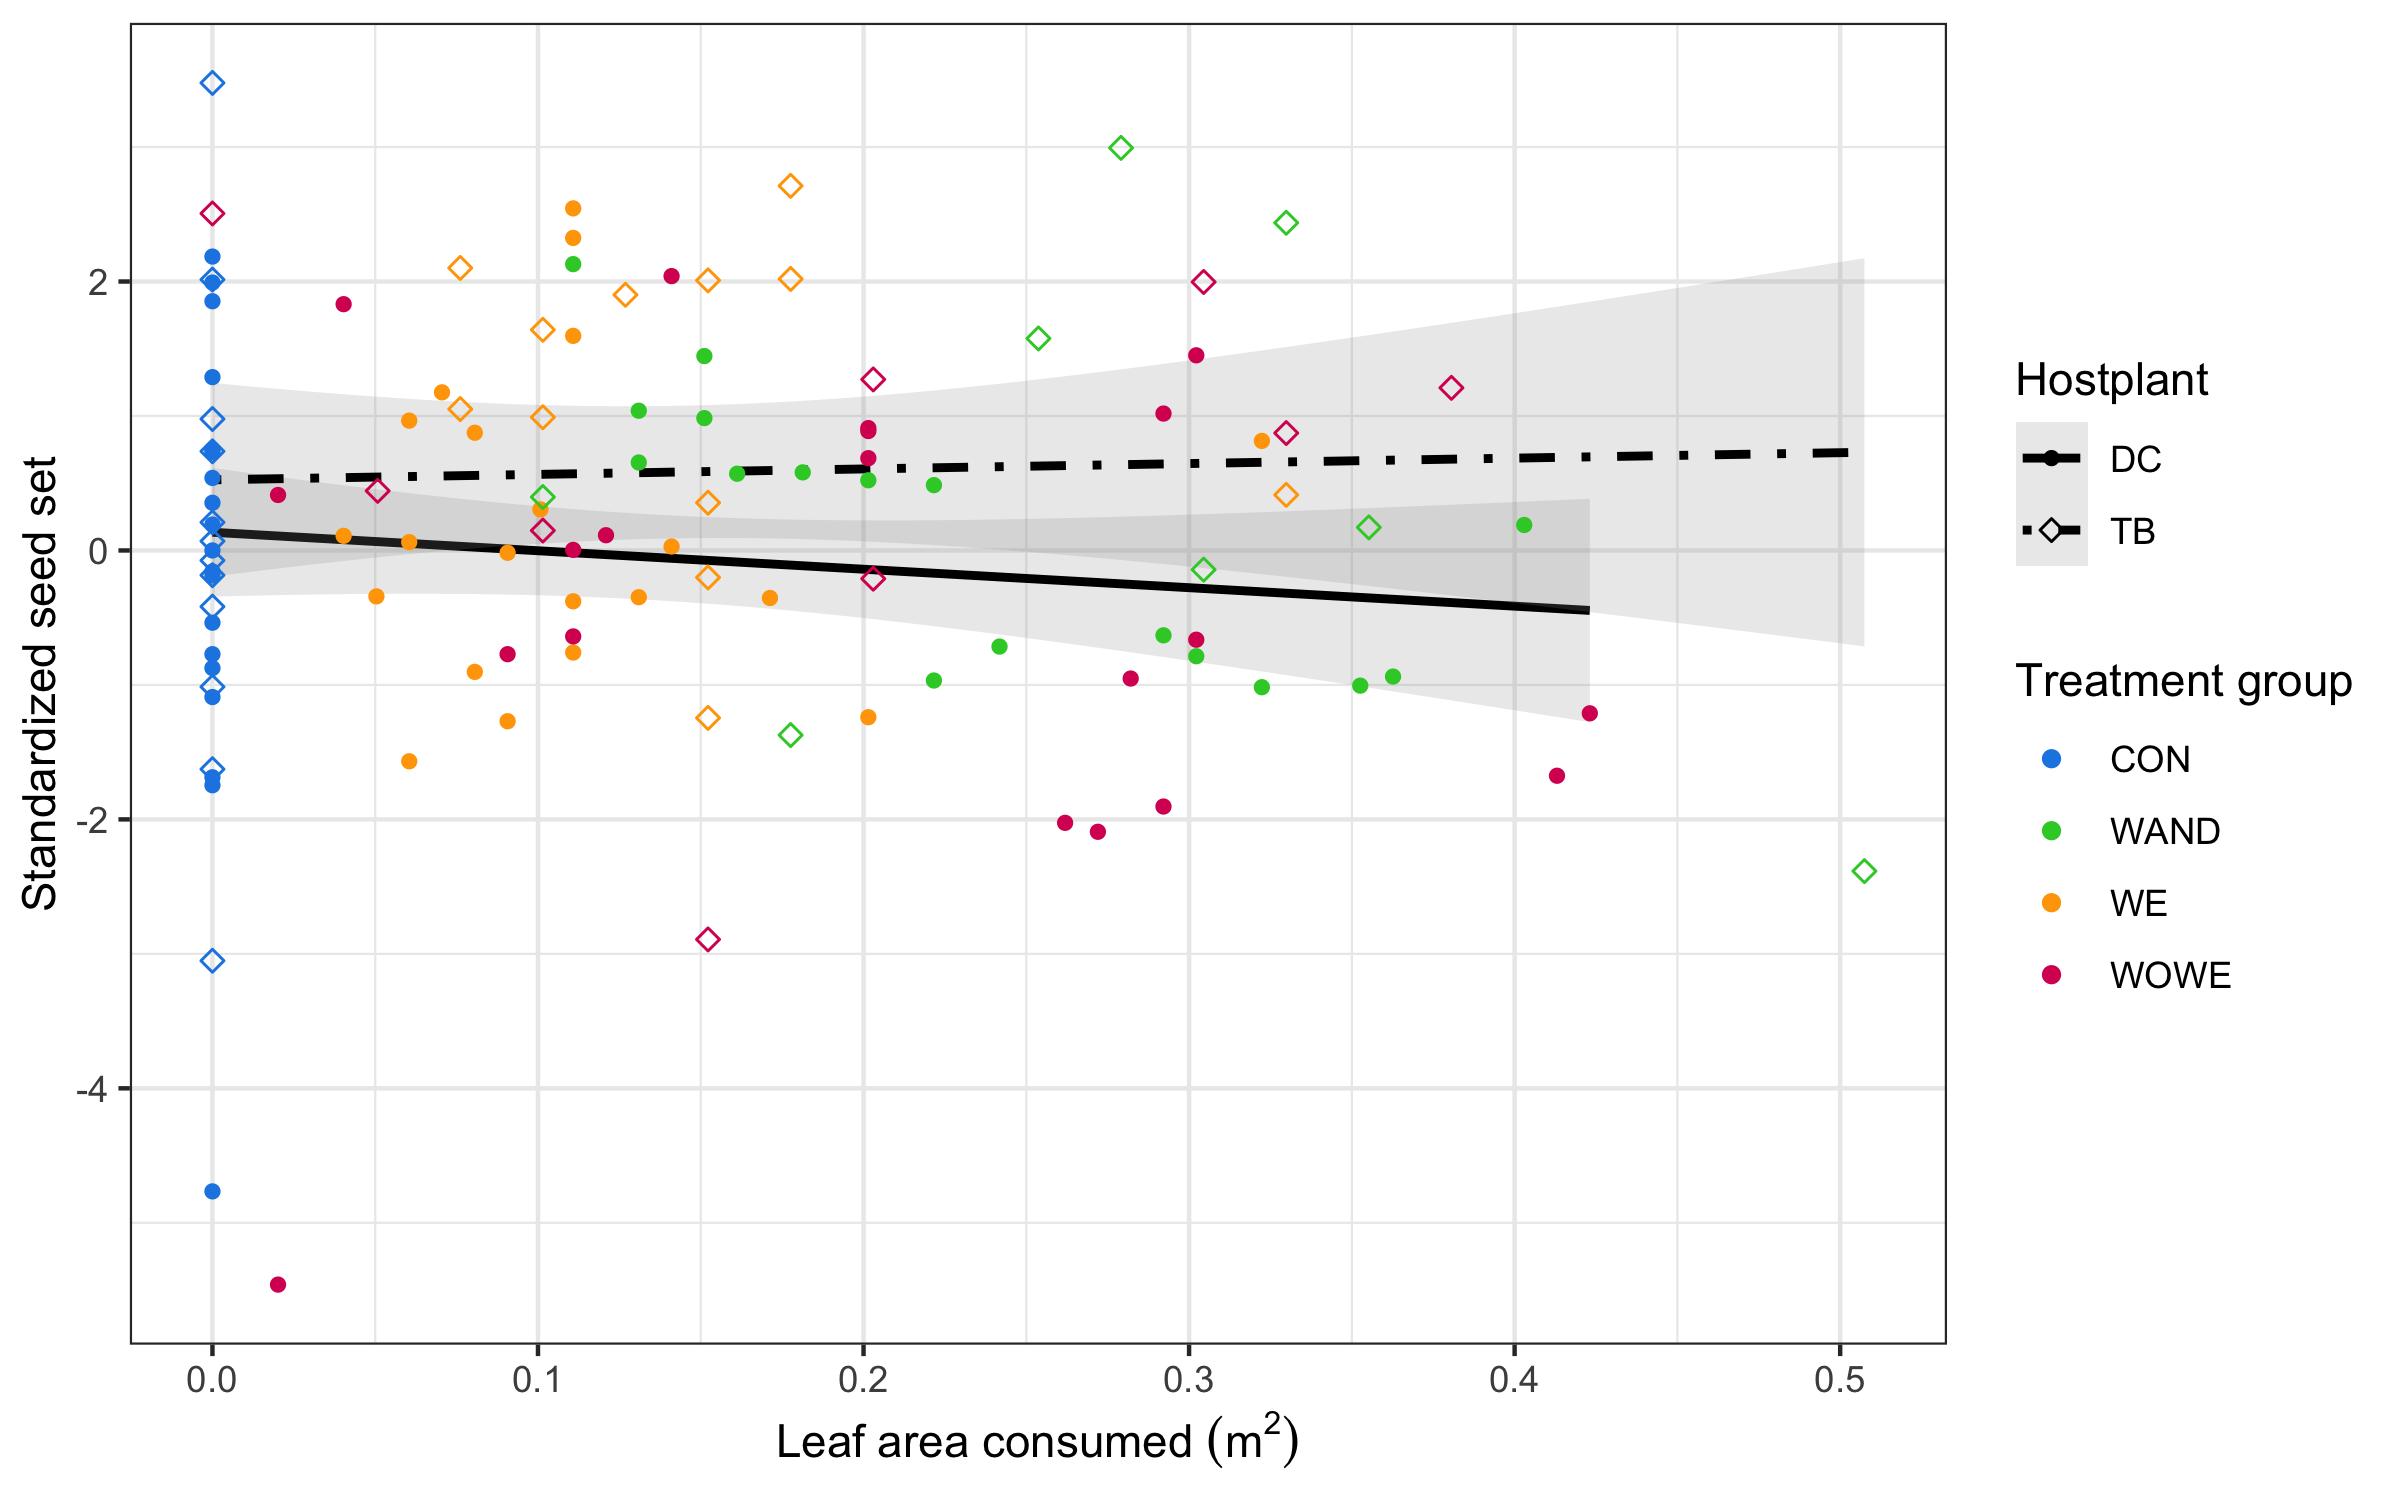 Standardized seed set
2
0
-2
-4
0.0 0.1 0.2 0.3 0.4 0.5
Leaf area consumed (m²)
Hostplant
DC
TB
Treatment group
CON
WAND
WE
WOWE